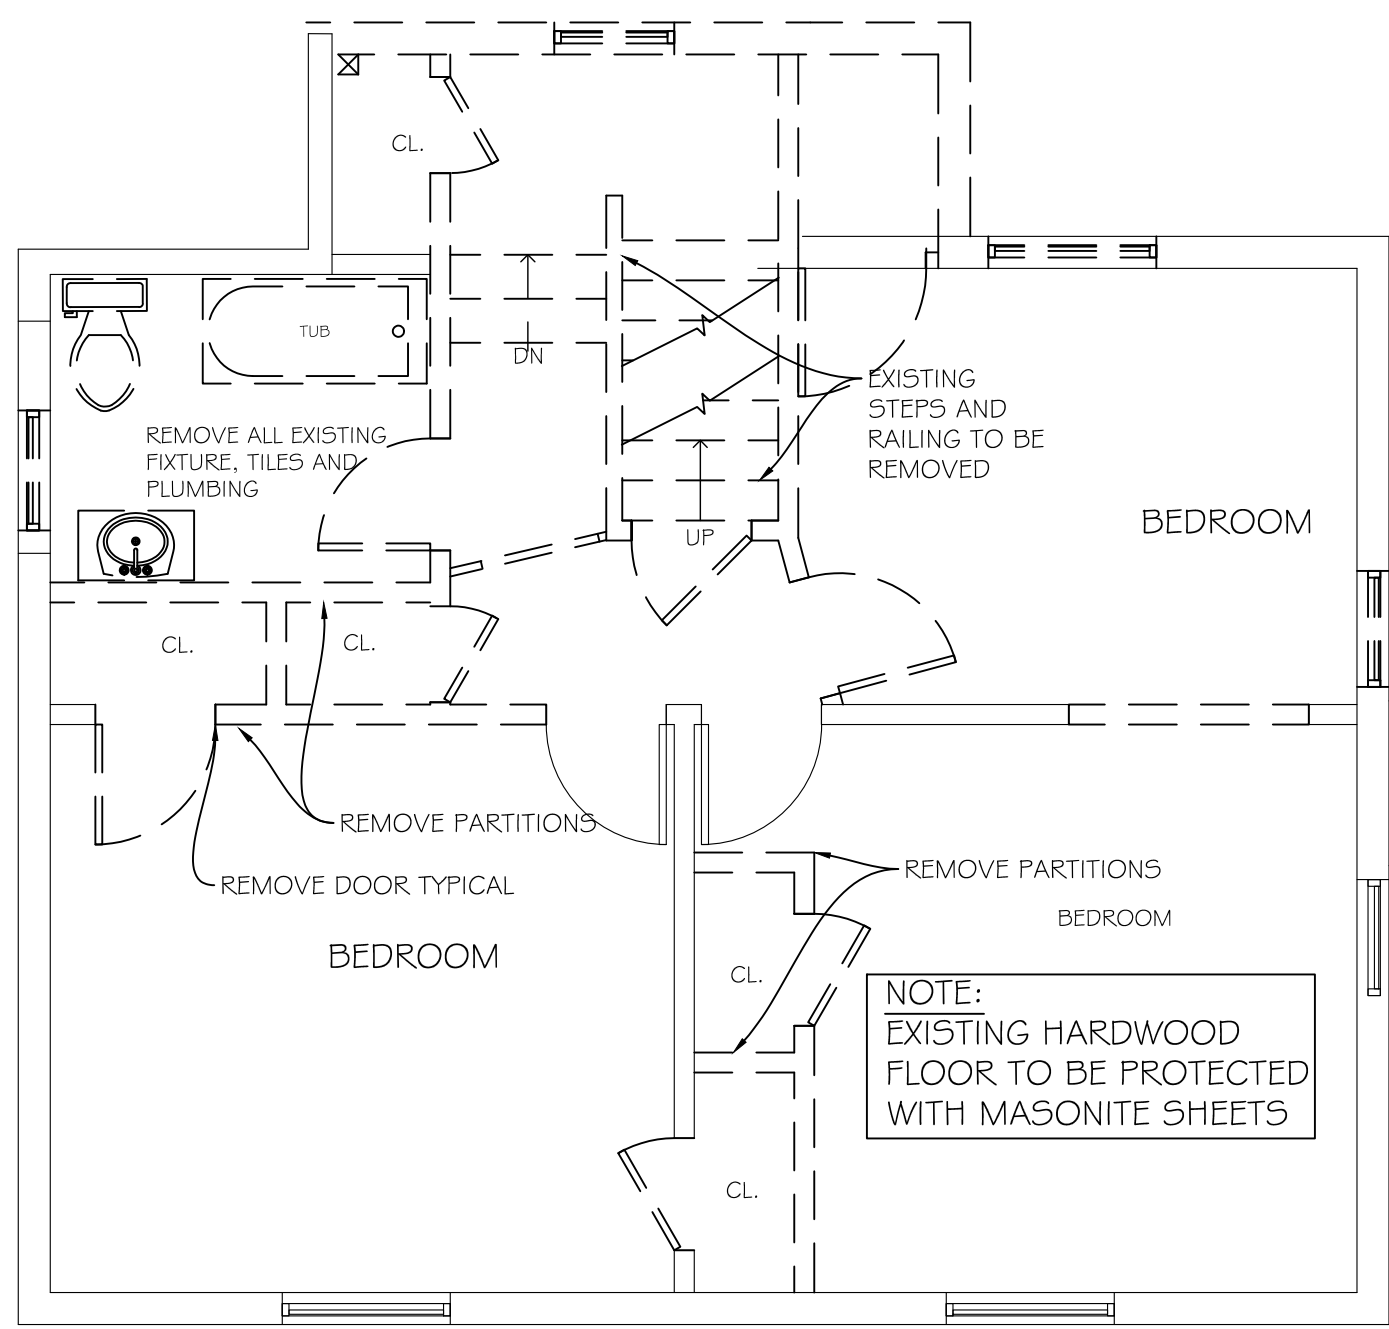 CL.
TUB
DN
EXISTING
STEPS AND
RAILING TO BE
REMOVED
REMOVE ALL EXISTING
FIXTURE, TILES AND
PLUMBING
BEDROOM
UP
CL.
CL.
REMOVE PARTITIONS
REMOVE DOOR TYPICAL
REMOVE PARTITIONS
BEDROOM
BEDROOM
CL.
NOTE:
EXISTING HARDWOOD
FLOOR TO BE PROTECTED
WITH MASONITE SHEETS
CL.